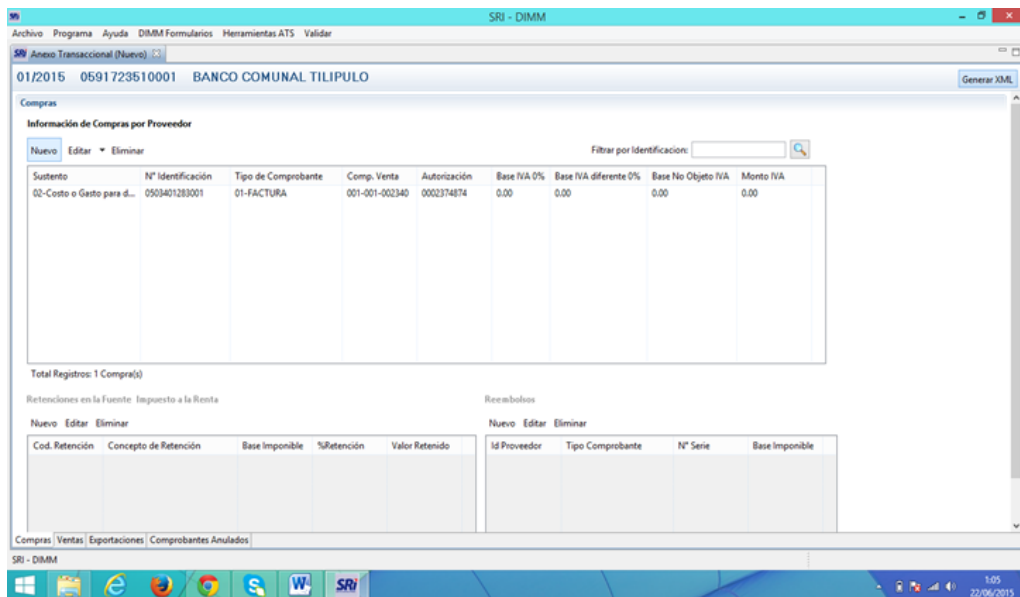 SRI - DIMM
Archivo Programa Ayuda DIMM Formularios Herramientas ATS Validar
SRi Anexo Transaccional (Nuevo)
01/2015 0591723510001 BANCO COMUNAL TILIPULO
Generar XML
Compras
Información de Compras por Proveedor
Nuevo Editar Eliminar Filtrar por Identificacion:
Sustento N° Identificación Tipo de Comprobante Comp. Venta Autorización Base IVA 0% Base IVA diferente 0% Base No Objeto IVA Monto IVA
02-Costo o Gasto para d... 0503401283001 01-FACTURA 001-001-002340 0002374874 0.00 0.00 0.00 0.00
Total Registros: 1 Compra(s)
Retenciones en la Fuente Impuesto a la Renta Reembolsos
Nuevo Editar Eliminar Nuevo Editar Eliminar
Cod. Retención Concepto de Retención Base Imponible %Retención Valor Retenido Id Proveedor Tipo Comprobante N° Serie Base Imponible
Compras Ventas Exportaciones Comprobantes Anulados
SRI - DIMM
SRi
1:05
22/06/2015